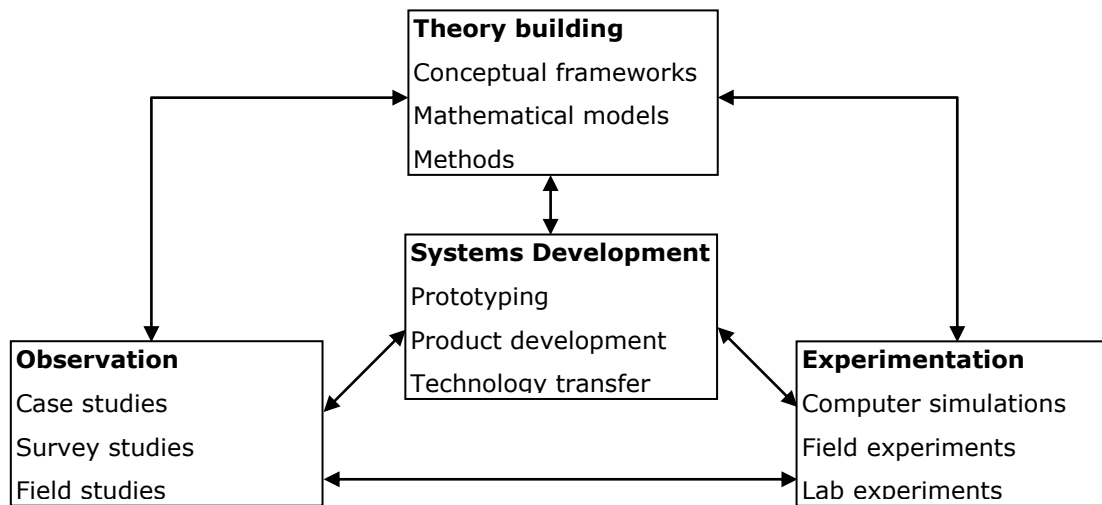 Theory building
Conceptual frameworks
Mathematical models
Methods
Systems Development
Prototyping
Product development
Technology transfer
Observation
Case studies
Survey studies
Field studies
Experimentation
Computer simulations
Field experiments
Lab experiments